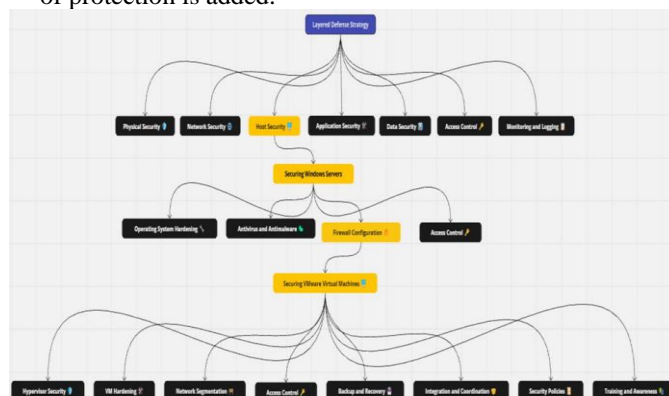 of protection is added.
Layered Defense Strategy
Physical Security
Network Security
Host Security
Application Security
Data Security
Access Control
Monitoring and Logging
Securing Windows Servers
Operating System Hardening
Antivirus and Antimalware
Firewall Configuration
Access Control
Securing VMware Virtual Machines
Hypervisor Security
VM Hardening
Network Segmentation
Access Control
Backup and Recovery
Integration and Coordination
Security Policies
Training and Awareness